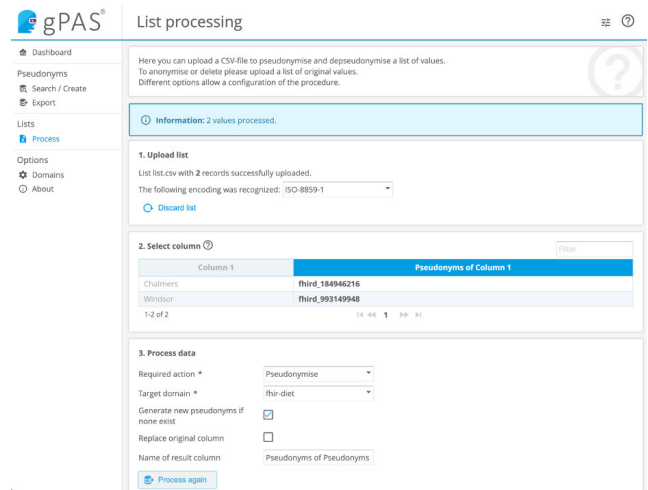 gPAS®
List processing
Dashboard
Pseudonyms
Search / Create
Export
Lists
Process
Options
Domains
About
Here you can upload a CSV-file to pseudonymise and depseudonymise a list of values.
To anonymise or delete please upload a list of original values.
Different options allow a configuration of the procedure.
Information: 2 values processed.
1. Upload list
List list.csv with 2 records successfully uploaded.
The following encoding was recognized: ISO-8859-1
Discard list
2. Select column
Filter
Column 1 Pseudonyms of Column 1
Chalmers fhird_184946216
Windsor fhird_993149948
1-2 of 2 1
3. Process data
Required action * Pseudonymise
Target domain * fhir-diet
Generate new pseudonyms if
none exist
Replace original column
Name of result column Pseudonyms of Pseudonyms
Process again